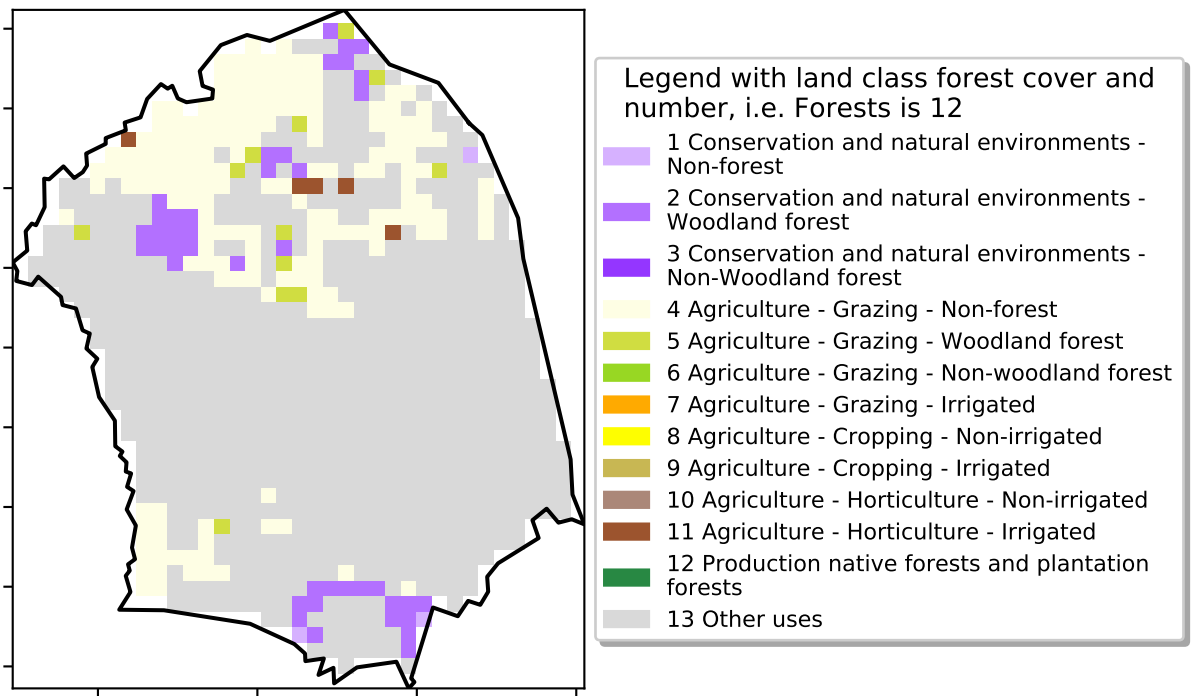 Legend with land class forest cover and
number, i.e. Forests is 12
1 Conservation and natural environments -
Non-forest
2 Conservation and natural environments -
Woodland forest
3 Conservation and natural environments -
Non-Woodland forest
4 Agriculture - Grazing - Non-forest
5 Agriculture - Grazing - Woodland forest
6 Agriculture - Grazing - Non-woodland forest
7 Agriculture - Grazing - Irrigated
8 Agriculture - Cropping - Non-irrigated
9 Agriculture - Cropping - Irrigated
10 Agriculture - Horticulture - Non-irrigated
11 Agriculture - Horticulture - Irrigated
12 Production native forests and plantation
forests
13 Other uses